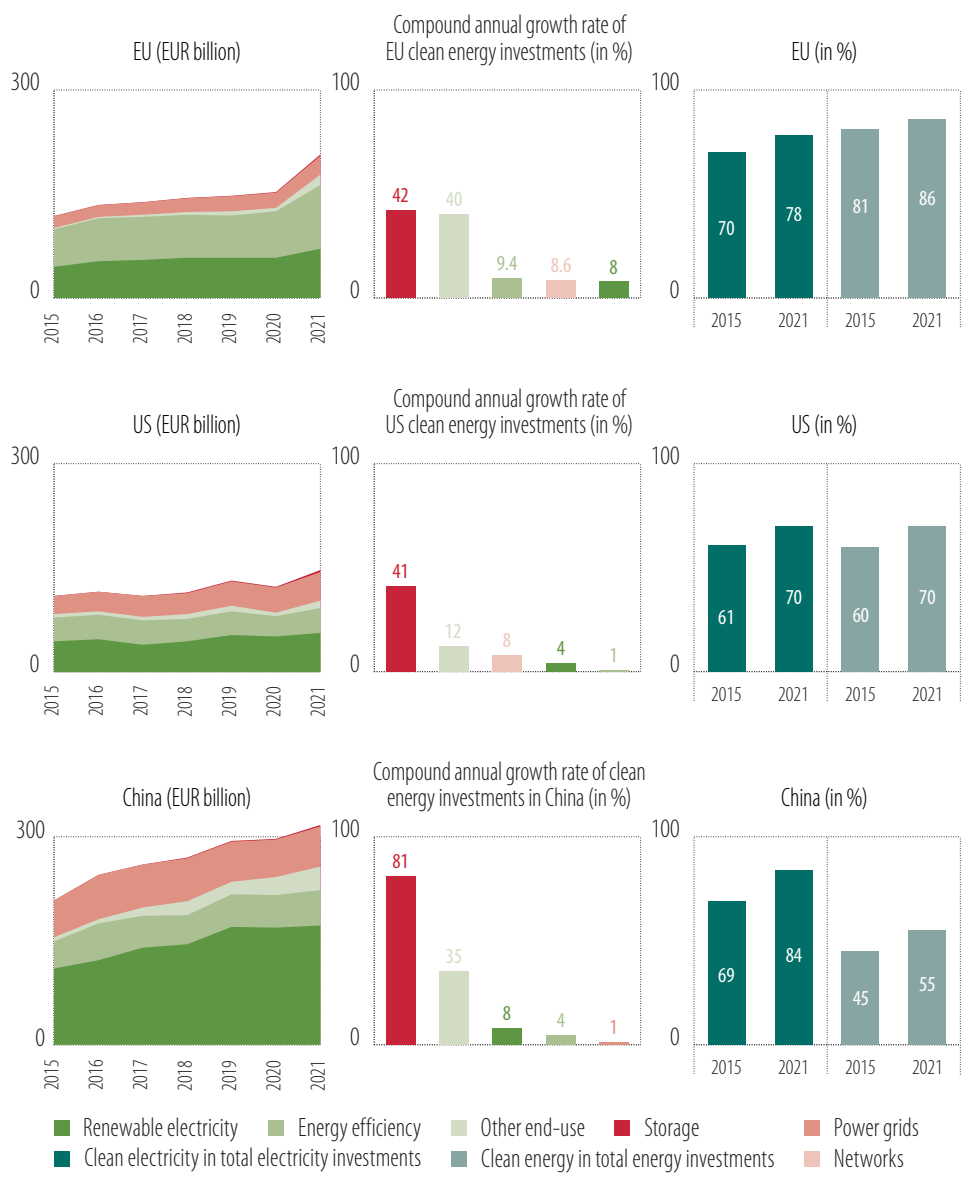 Compound annual growth rate of
EU (EUR billion) EU clean energy investments (in %) EU (in %)
300 100 100
42 40 9.4 8.6 8
70 78 81 86
0 0 0
2015 2016 2017 2018 2019 2020 2021
2015 2021 2015 2021
Compound annual growth rate of
US (EUR billion) US clean energy investments (in %) US (in %)
300 100 100
41 12 8 4 1
61 70 60 70
0 0 0
2015 2016 2017 2018 2019 2020 2021
2015 2021 2015 2021
Compound annual growth rate of clean
China (EUR billion) energy investments in China (in %) China (in %)
300 100 100
81 35 8 4 1
69 84 45 55
0 0 0
2015 2016 2017 2018 2019 2020 2021
2015 2021 2015 2021
Renewable electricity Energy efficiency Other end-use Storage Power grids
Clean electricity in total electricity investments Clean energy in total energy investments Networks